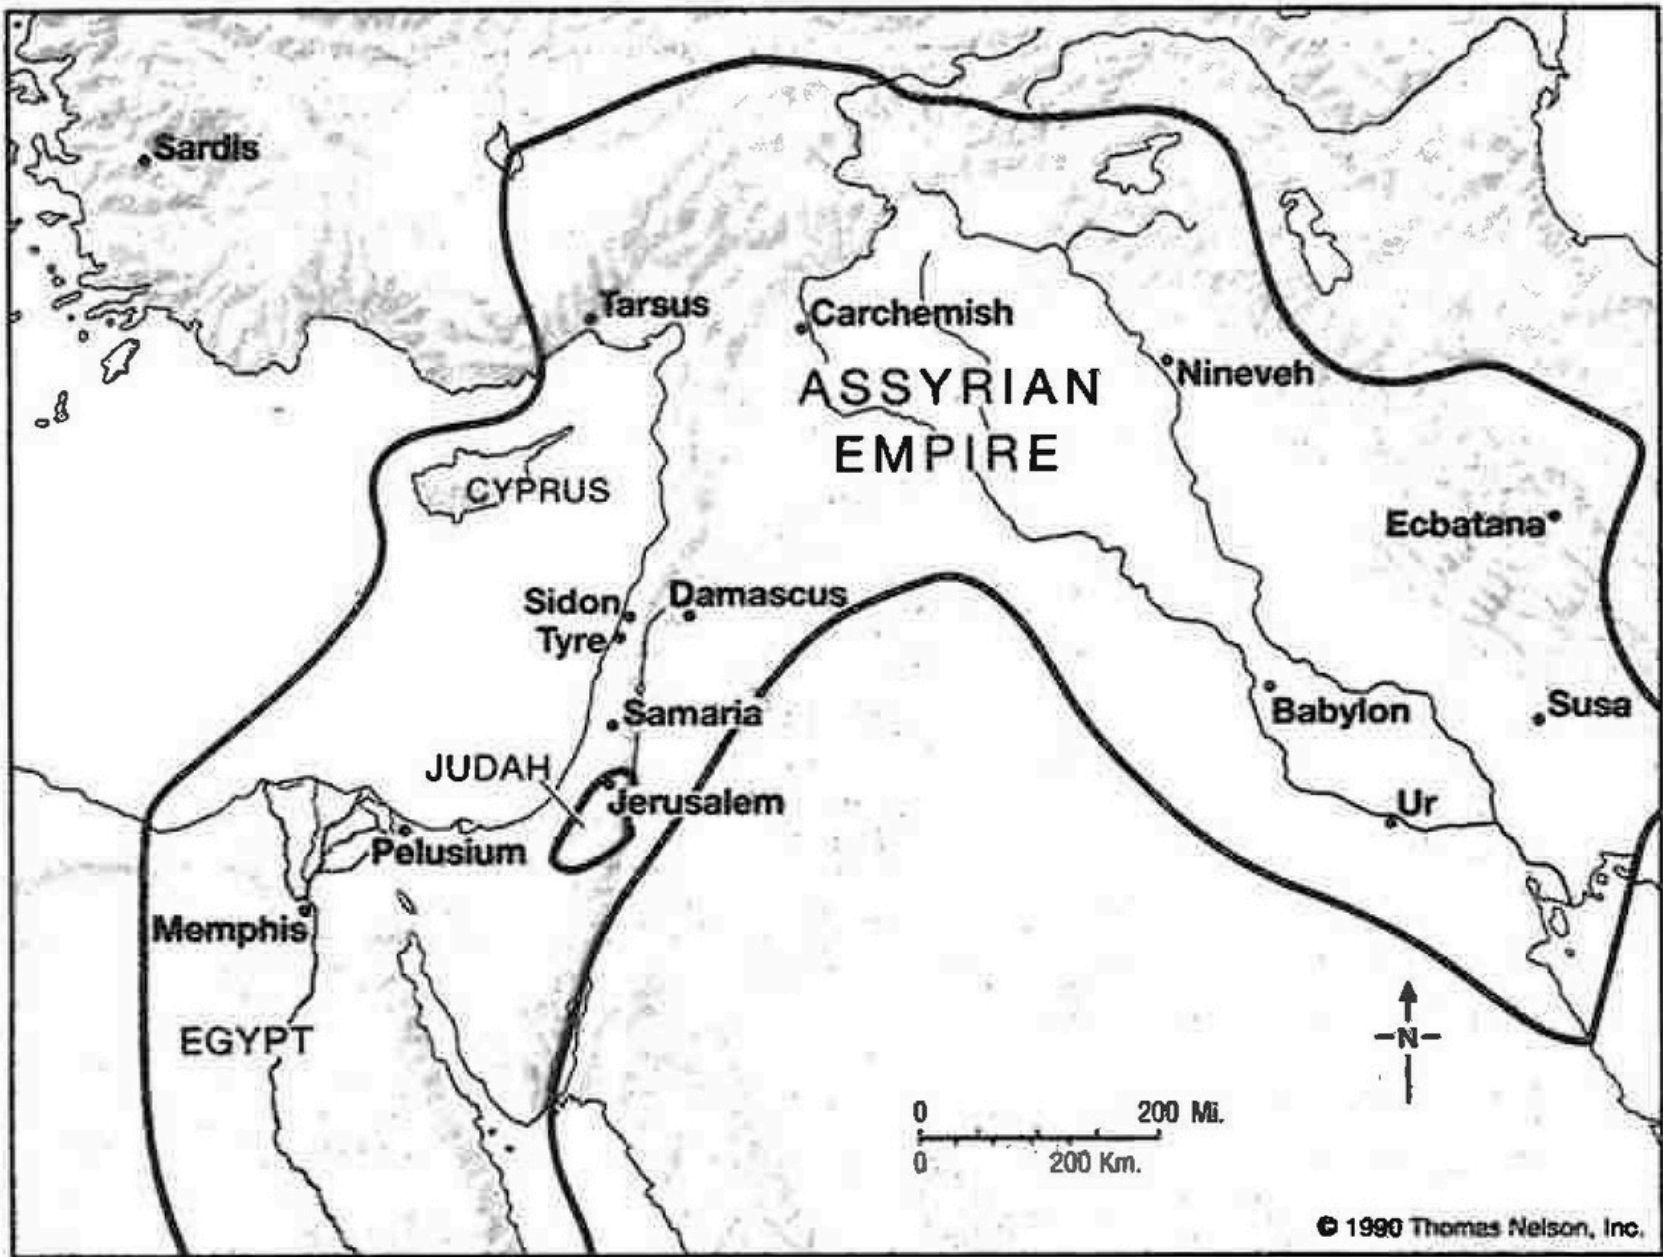 Sardis
Tarsus
Carchemish
ASSYRIAN
EMPIRE
Nineveh
CYPRUS
Ecbatana
Sidon
Damascus
Tyre
Samaria
Babylon
Susa
JUDAH
Jerusalem
Ur
Pelusium
Memphis
EGYPT
-N-
0 200 Mi.
0 200 Km.
© 1990 Thomas Nelson, Inc.